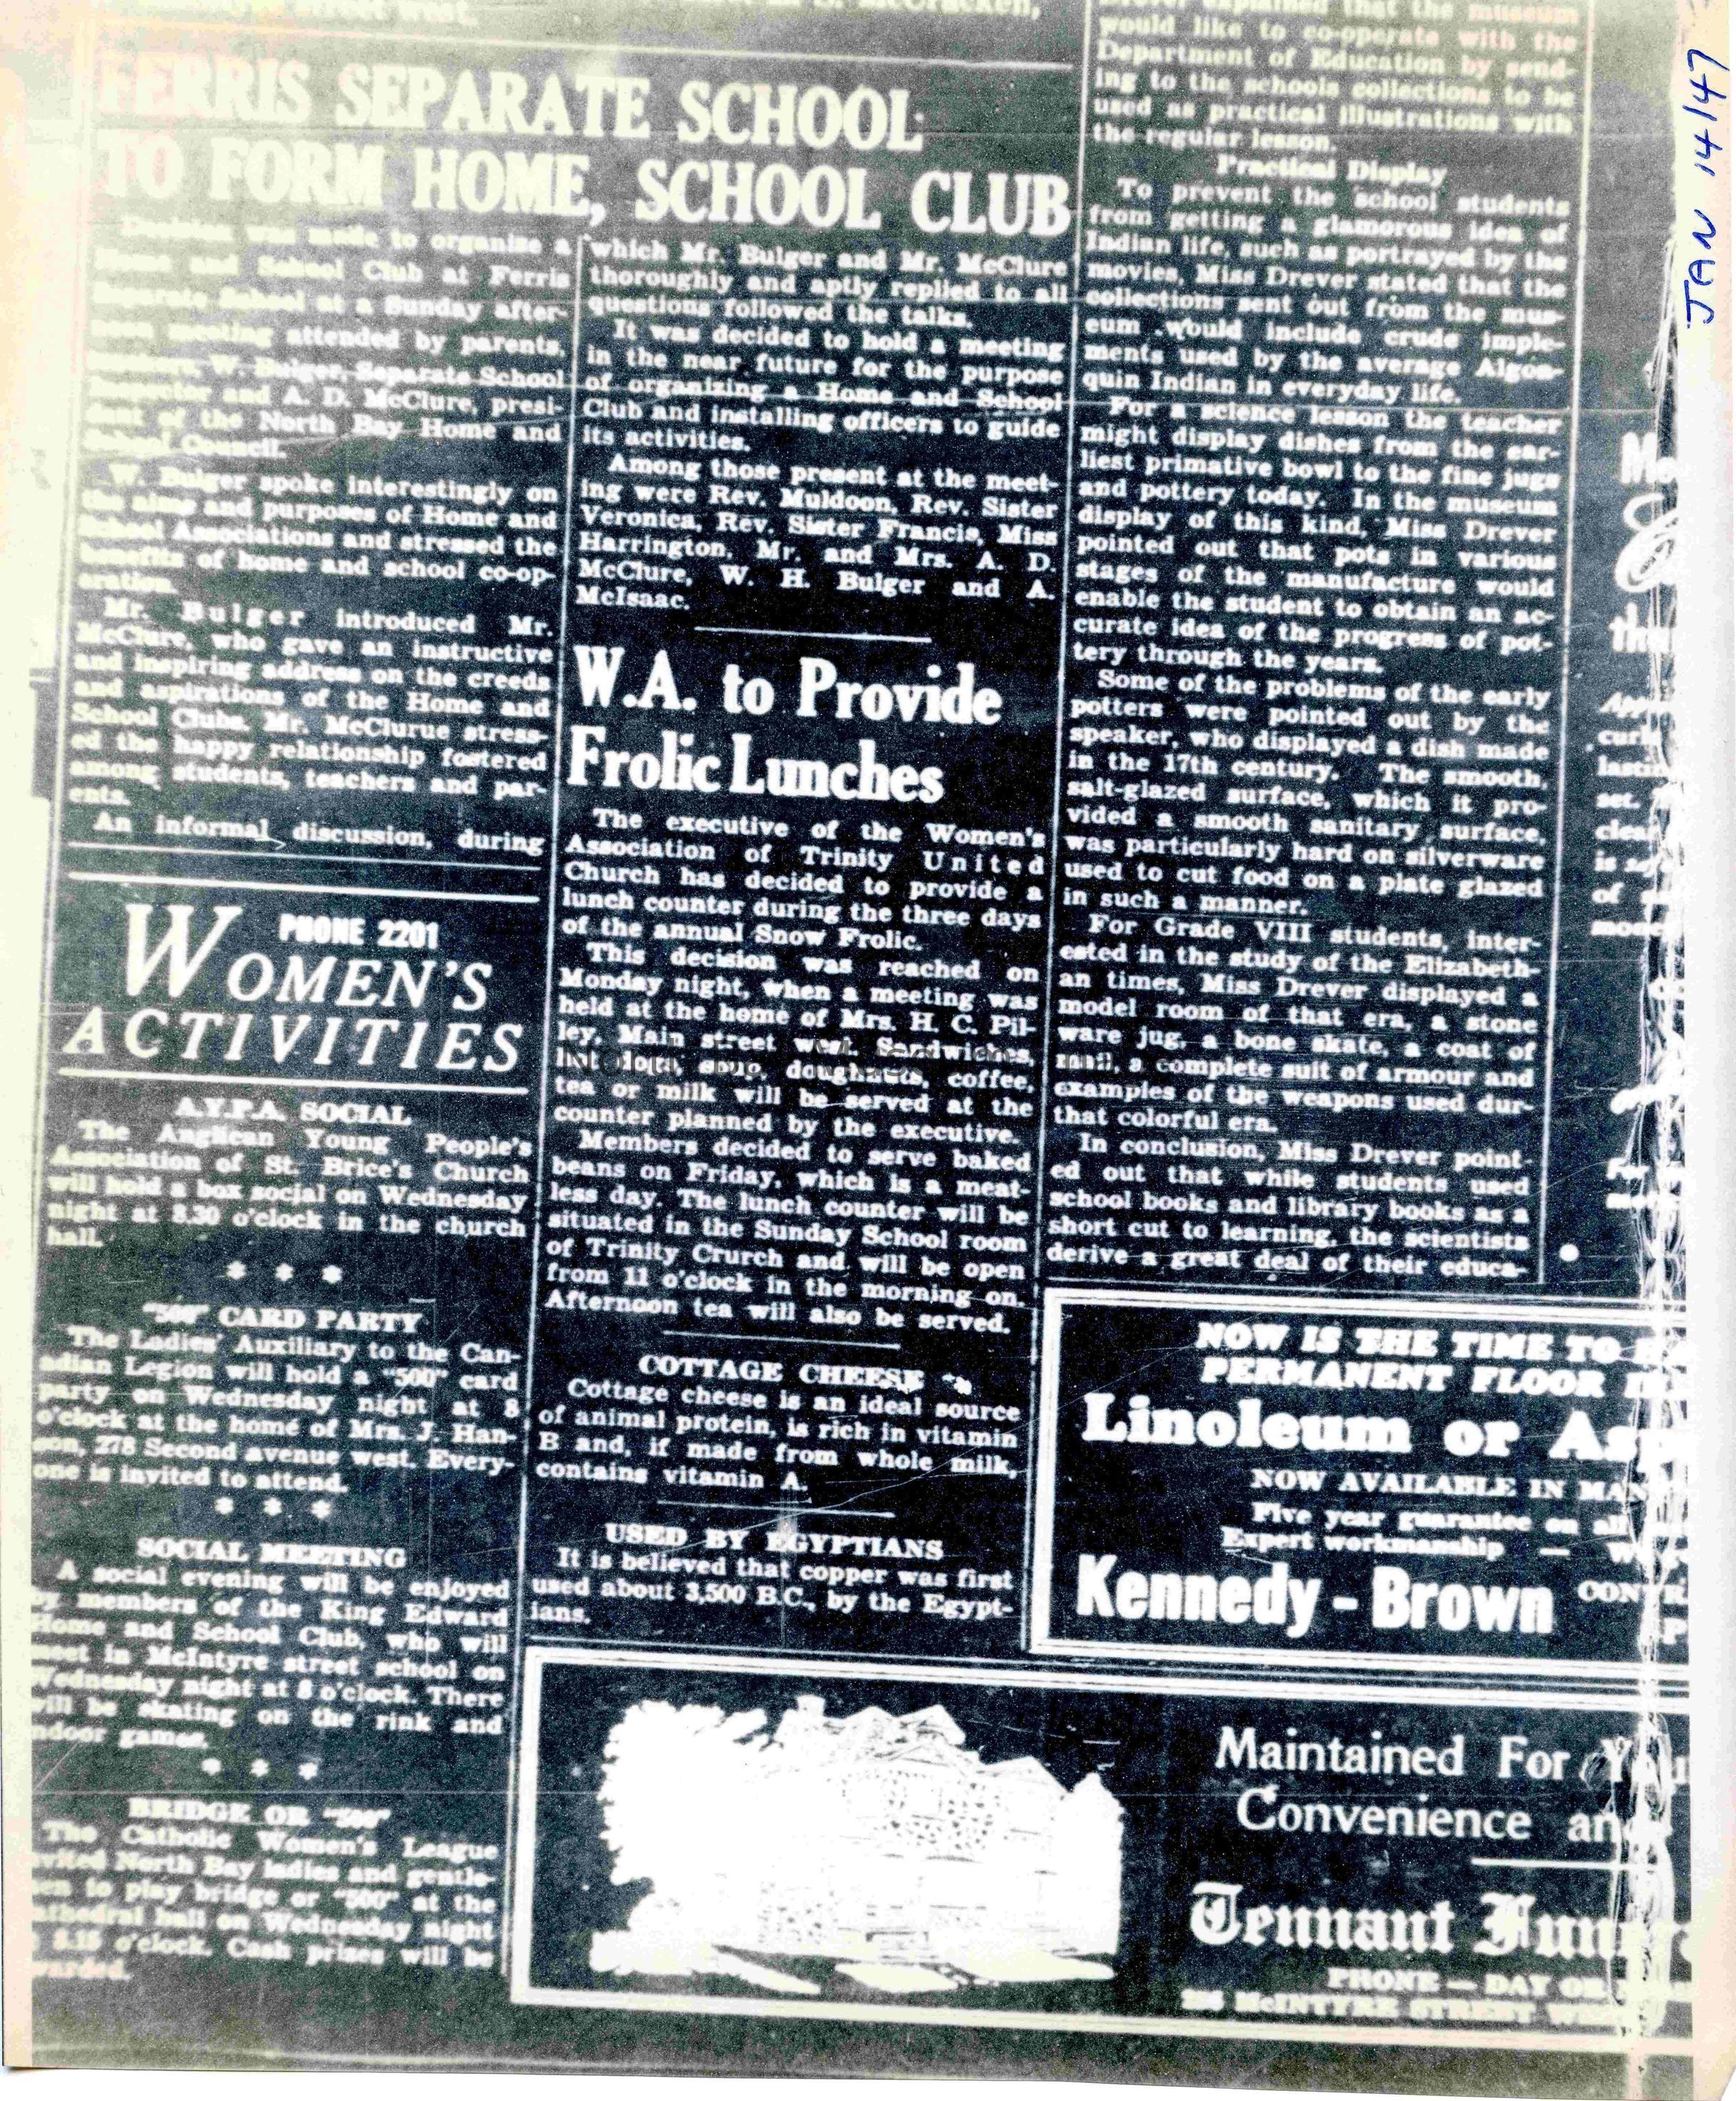 JAN 14/47
FERRIS SEPARATE SCHOOL
TO FORM HOME, SCHOOL CLUB
Decision was made to organize a
Home and School Club at Ferris
Separate School at a Sunday after-
noon meeting attended by parents,
W. Bulger, Separate School
Inspector and A. D. McClure, presi-
dent of the North Bay Home and
School Council.
W. Bulger spoke interestingly on
the aims and purposes of Home and
School Associations and stressed the
benefits of home and school co-op-
eration.
Mr. Bulger introduced Mr.
McClure, who gave an instructive
and inspiring address on the creeds
and aspirations of the Home and
School Clubs. Mr. McClurue stress-
ed the happy relationship fostered
among students, teachers and par-
ents.
An informal discussion, during
which Mr. Bulger and Mr. McClure
thoroughly and aptly replied to all
questions followed the talks.
It was decided to hold a meeting
in the near future for the purpose
of organizing a Home and School
Club and installing officers to guide
its activities.
Among those present at the meet-
ing were Rev. Muldoon, Rev. Sister
Veronica, Rev. Sister Francis, Miss
Harrington, Mr. and Mrs. A. D.
McClure, W. H. Bulger and A.
McIsaac.
W.A. to Provide
Frolic Lunches
The executive of the Women's
Association of Trinity United
Church has decided to provide a
lunch counter during the three days
of the annual Snow Frolic.
This decision was reached on
Monday night, when a meeting was
held at the home of Mrs. H. C. Pil-
ley, Main street west. Sandwiches,
doughnuts, coffee,
tea or milk will be served at the
counter planned by the executive.
Members decided to serve baked
beans on Friday, which is a meat-
less day. The lunch counter will be
situated in the Sunday School room
of Trinity Crurch and will be open
from 11 o'clock in the morning on.
Afternoon tea will also be served.
COTTAGE CHEESE
Cottage cheese is an ideal source
of animal protein, is rich in vitamin
B and, if made from whole milk,
contains vitamin A.
USED BY EGYPTIANS
It is believed that copper was first
used about 3,500 B.C., by the Egypt-
ians.
PHONE 2201
WOMEN'S
ACTIVITIES
A.Y.P.A. SOCIAL
The Anglican Young People's
Association of St. Brice's Church
will hold a box social on Wednesday
night at 8.30 o'clock in the church
hall.
* * *
"500" CARD PARTY
The Ladies' Auxiliary to the Can-
adian Legion will hold a "500" card
party on Wednesday night at 8
o'clock at the home of Mrs. J. Han-
son, 278 Second avenue west. Every-
one is invited to attend.
* * *
SOCIAL MEETING
A social evening will be enjoyed
by members of the King Edward
Home and School Club, who will
meet in McIntyre street school on
Wednesday night at 8 o'clock. There
will be skating on the rink and
indoor games.
* * *
BRIDGE OR "500"
The Catholic Women's League
invited North Bay ladies and gentle-
men to play bridge or "500" at the
Cathedral hall on Wednesday night
8.15 o'clock. Cash prizes will be
awarded.
explained that the museum
would like to co-operate with the
Department of Education by send-
ing to the schools collections to be
used as practical illustrations with
the regular lesson.
Practical Display
To prevent the school students
from getting a glamorous idea of
Indian life, such as portrayed by the
movies, Miss Drever stated that the
collections sent out from the mus-
eum would include crude imple-
ments used by the average Algon-
quin Indian in everyday life.
For a science lesson the teacher
might display dishes from the ear-
liest primative bowl to the fine jugs
and pottery today. In the museum
display of this kind, Miss Drever
pointed out that pots in various
stages of the manufacture would
enable the student to obtain an ac-
curate idea of the progress of pot-
tery through the years.
Some of the problems of the early
potters were pointed out by the
speaker, who displayed a dish made
in the 17th century. The smooth,
salt-glazed surface, which it pro-
vided a smooth sanitary surface,
was particularly hard on silverware
used to cut food on a plate glazed
in such a manner.
For Grade VIII students, inter-
ested in the study of the Elizabeth-
an times, Miss Drever displayed a
model room of that era, a stone
ware jug, a bone skate, a coat of
mail, a complete suit of armour and
examples of the weapons used dur-
that colorful era.
In conclusion, Miss Drever point-
ed out that while students used
school books and library books as a
short cut to learning, the scientists
derive a great deal of their educa-
NOW IS THE TIME TO
PERMANENT FLOOR
Linoleum or Asp
NOW AVAILABLE IN MAN
Five year guarantee on all
Expert workmanship —
Kennedy - Brown
Maintained For You
Convenience an
Tennant Funer
PHONE — DAY OR
McINTYRE STREET WES